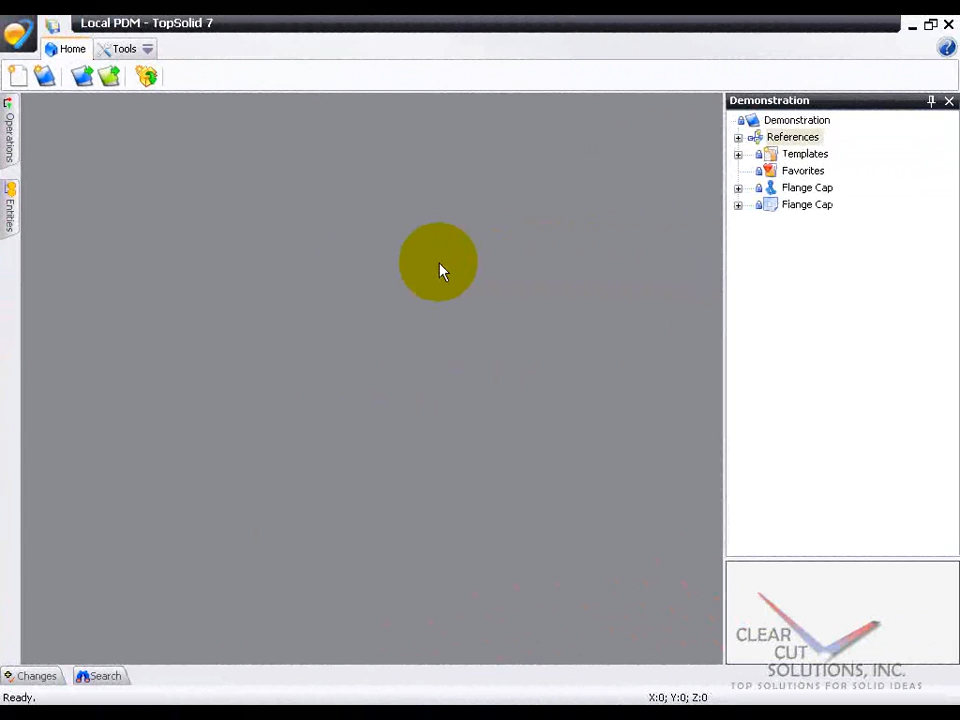 Local PDM - TopSolid 7
Home
Tools
Operations
Entities
Demonstration
Demonstration
References
Templates
Favorites
Flange Cap
Flange Cap
CLEAR
CUT
SOLUTIONS, INC.
TOP SOLUTIONS FOR SOLID IDEAS
Changes
Search
Ready.
X:0; Y:0; Z:0